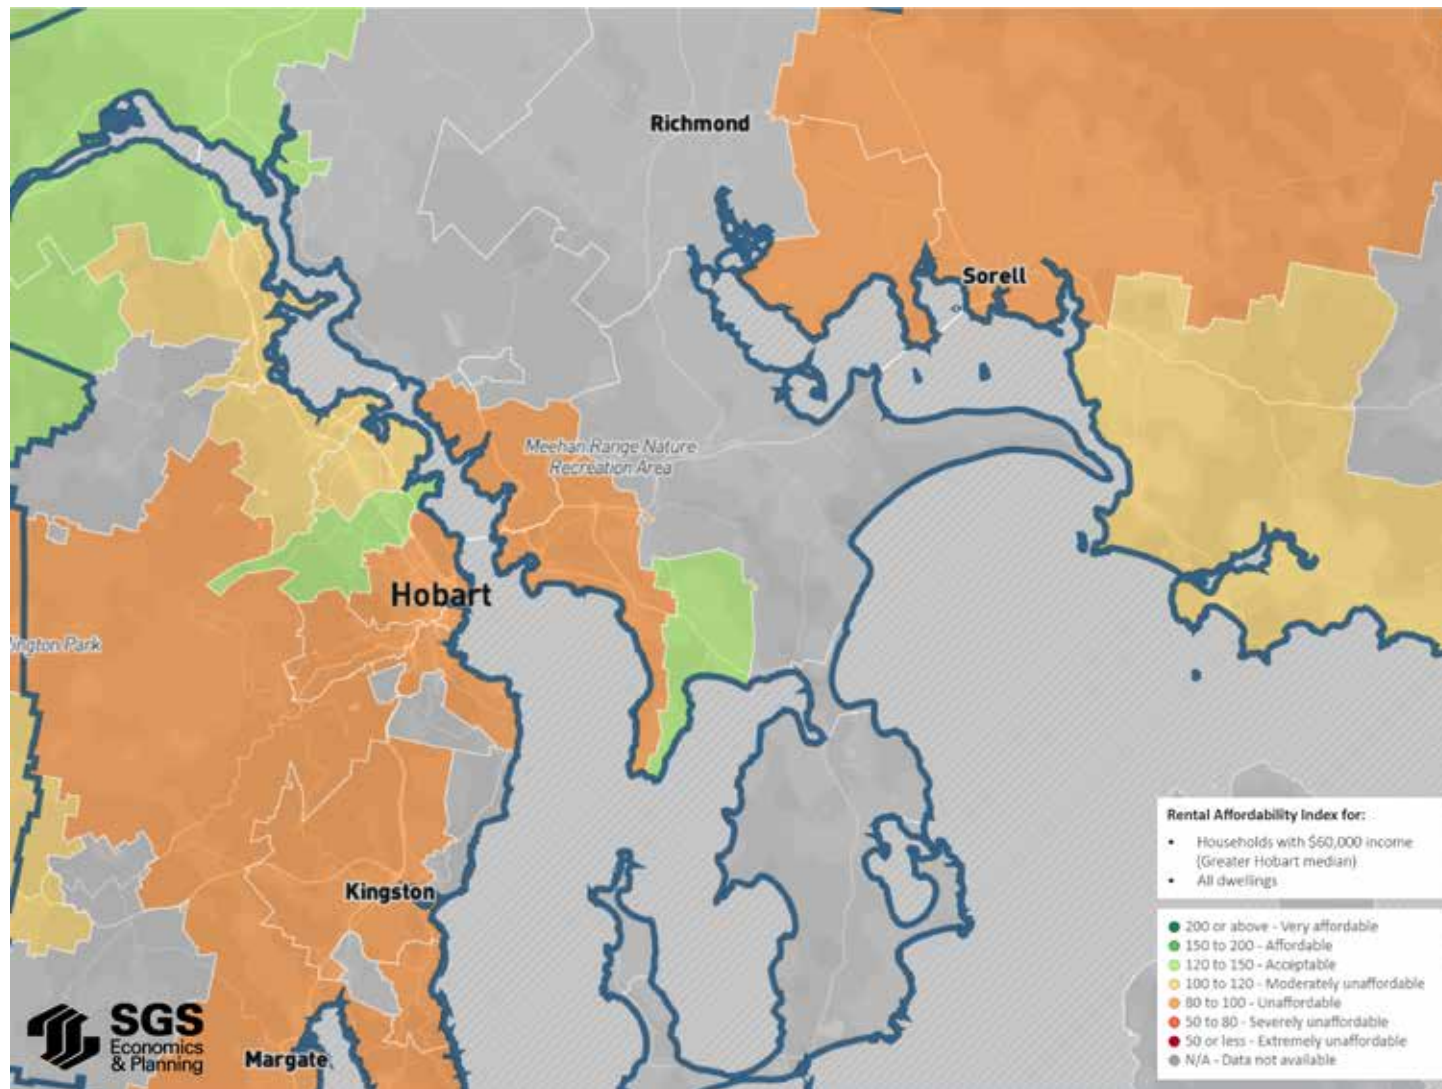 Richmond
Sorell
Meehan Range Nature
Recreation Area
Hobart
lington Park
Kingston
Margate
SGS
Economics
& Planning
Rental Affordability Index for:
• Households with $60,000 income
(Greater Hobart median)
• All dwellings
200 or above - Very affordable
150 to 200 - Affordable
120 to 150 - Acceptable
100 to 120 - Moderately unaffordable
80 to 100 - Unaffordable
50 to 80 - Severely unaffordable
50 or less - Extremely unaffordable
N/A - Data not available